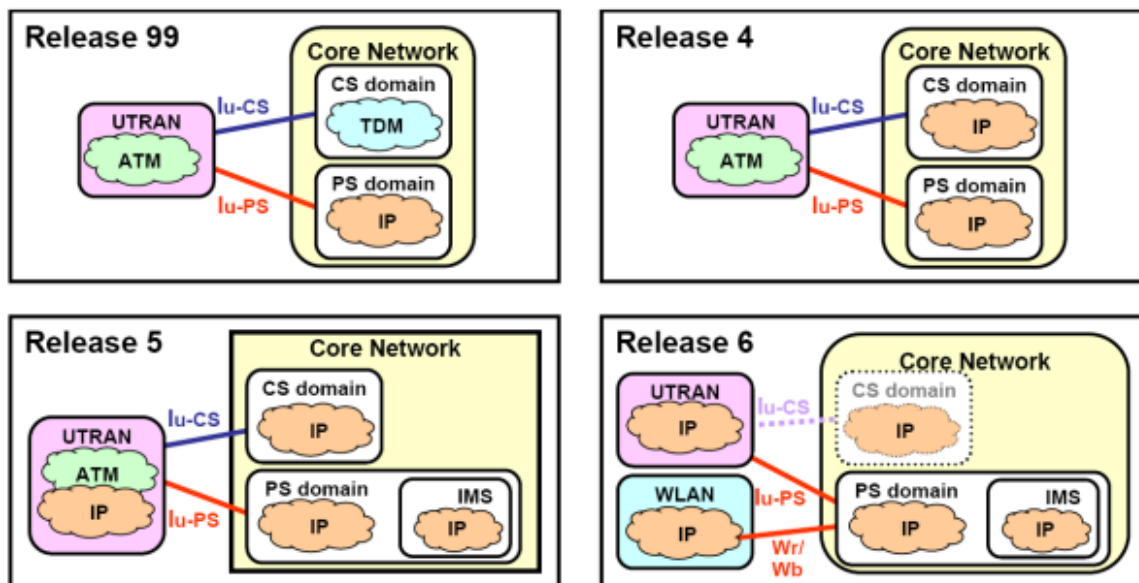 Release 99
Core Network
CS domain
TDM
Iu-CS
UTRAN
ATM
PS domain
IP
Iu-PS
Release 4
Core Network
CS domain
IP
Iu-CS
UTRAN
ATM
PS domain
IP
Iu-PS
Release 5
Core Network
CS domain
IP
Iu-CS
UTRAN
ATM
IP
PS domain
IP
IMS
IP
Iu-PS
Release 6
Core Network
CS domain
IP
UTRAN
IP
Iu-CS
Iu-PS
WLAN
IP
PS domain
IP
IMS
IP
Wr/
Wb